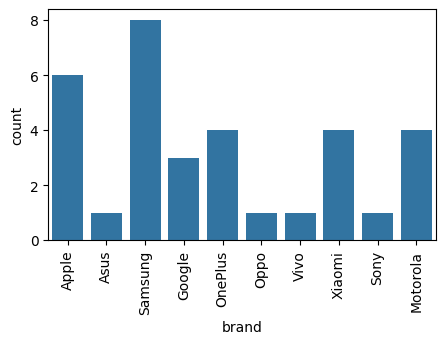 8
6
4
2
0
count
Apple
Asus
Samsung
Google
OnePlus
Oppo
Vivo
Xiaomi
Sony
Motorola
brand